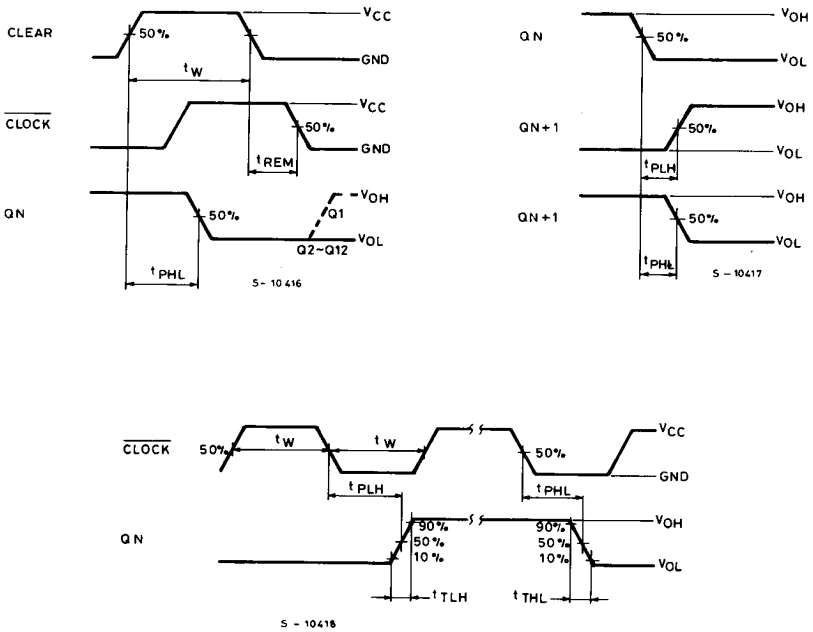 CLEAR
50%
VCC
GND
tW
CLOCK
VCC
50%
GND
tREM
QN
50%
VOH
Q1
VOL
Q2~Q12
tPHL
S-10416
QN
VOH
50%
VOL
QN+1
VOH
50%
VOL
tPLH
QN+1
VOH
50%
VOL
tPHL
S-10417
CLOCK
50%
tW
tW
50%
VCC
GND
tPLH
tPHL
QN
90%
50%
10%
90%
50%
10%
VOH
VOL
tTLH
tTHL
S-10418